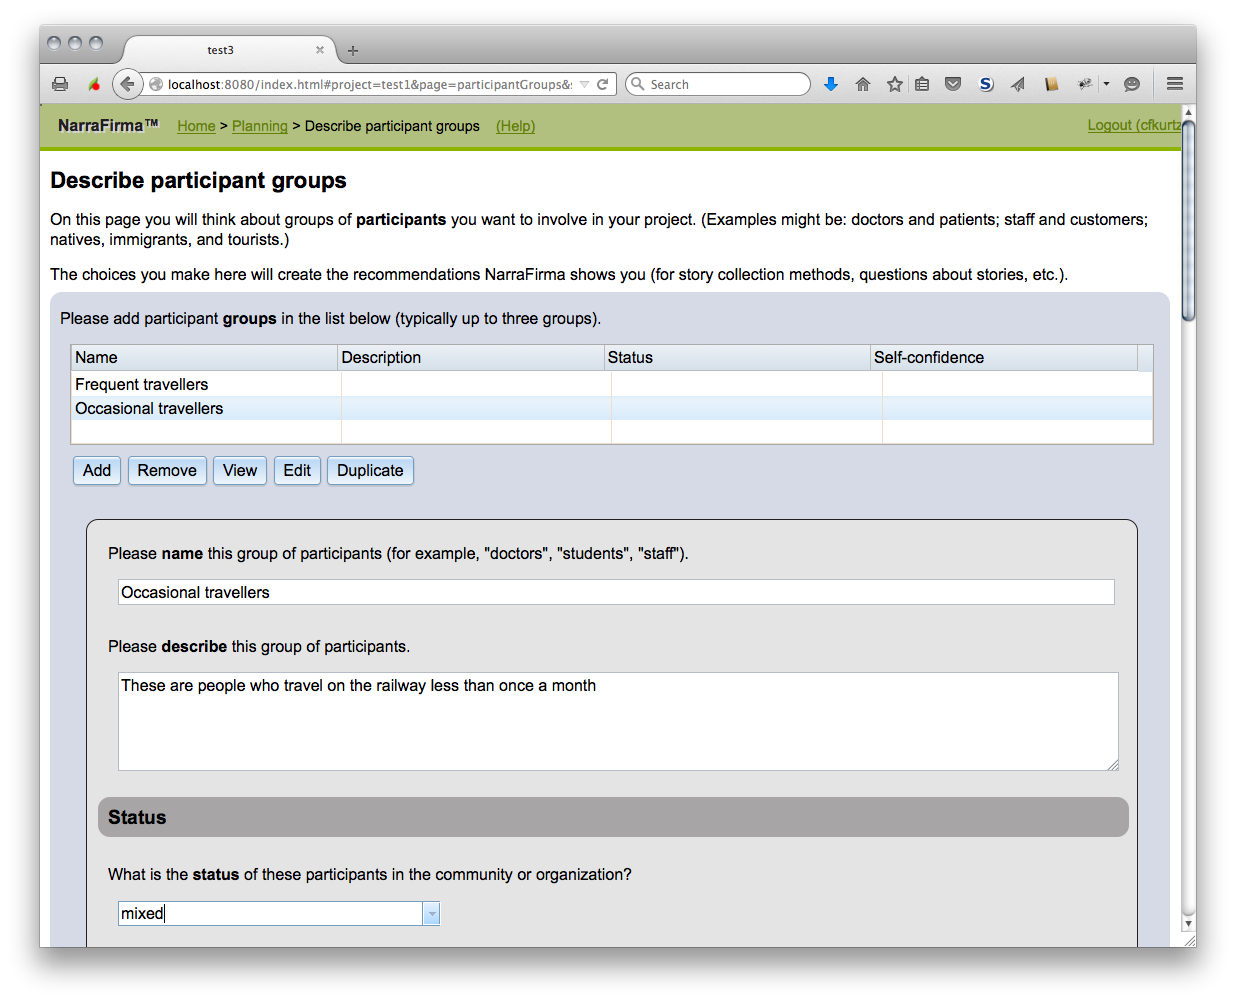 test3
localhost:8080/index.html#project=test1&page=participantGroups&
Search
NarraFirma™ Home > Planning > Describe participant groups (Help) Logout (cfkurtz
Describe participant groups
On this page you will think about groups of participants you want to involve in your project. (Examples might be: doctors and patients; staff and customers;
natives, immigrants, and tourists.)
The choices you make here will create the recommendations NarraFirma shows you (for story collection methods, questions about stories, etc.).
Please add participant groups in the list below (typically up to three groups).
Name Description Status Self-confidence
Frequent travellers
Occasional travellers
Add Remove View Edit Duplicate
Please name this group of participants (for example, "doctors", "students", "staff").
Occasional travellers
Please describe this group of participants.
These are people who travel on the railway less than once a month
Status
What is the status of these participants in the community or organization?
mixed